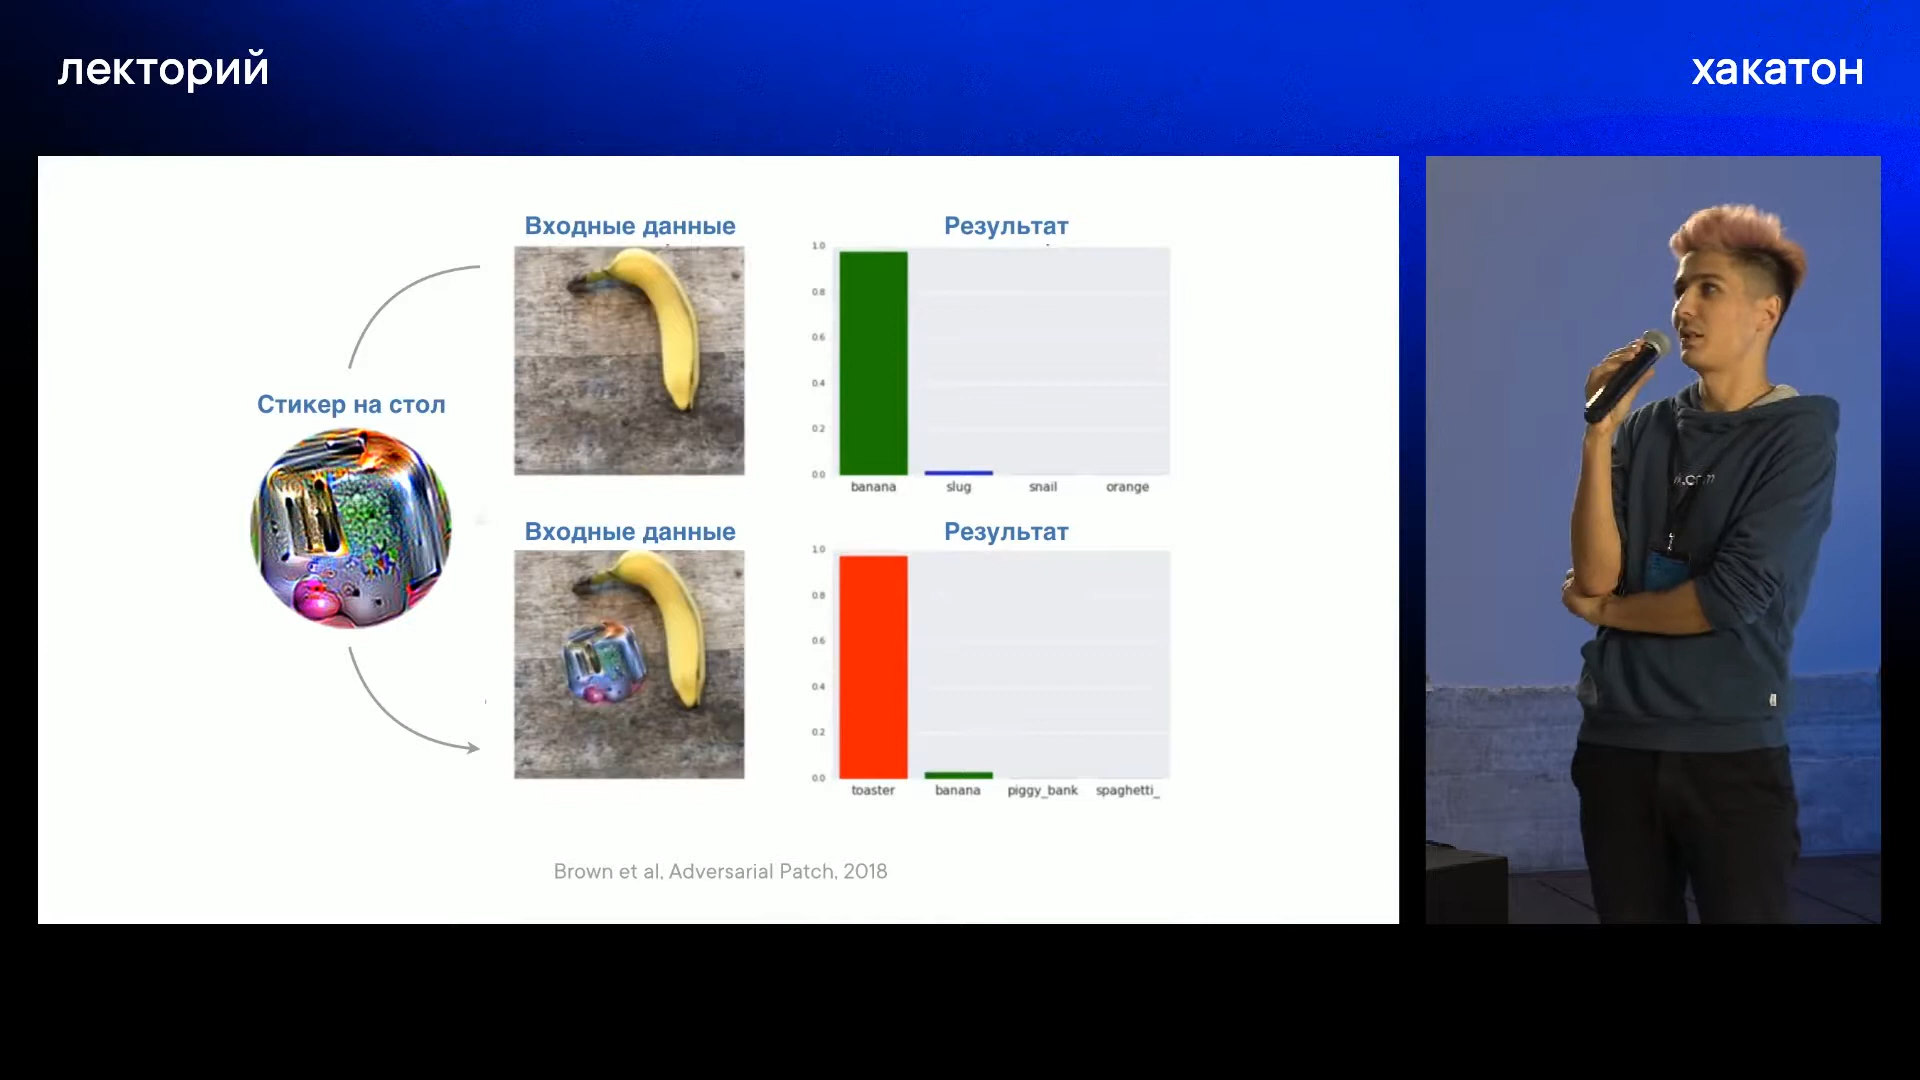 лекторий
хакатон
Входные данные
Результат
1.0
0.8
0.6
0.4
0.2
0.0
banana slug snail orange
Стикер на стол
Входные данные
Результат
1.0
0.8
0.6
0.4
0.2
0.0
toaster banana piggy_bank spaghetti_
Brown et al, Adversarial Patch, 2018